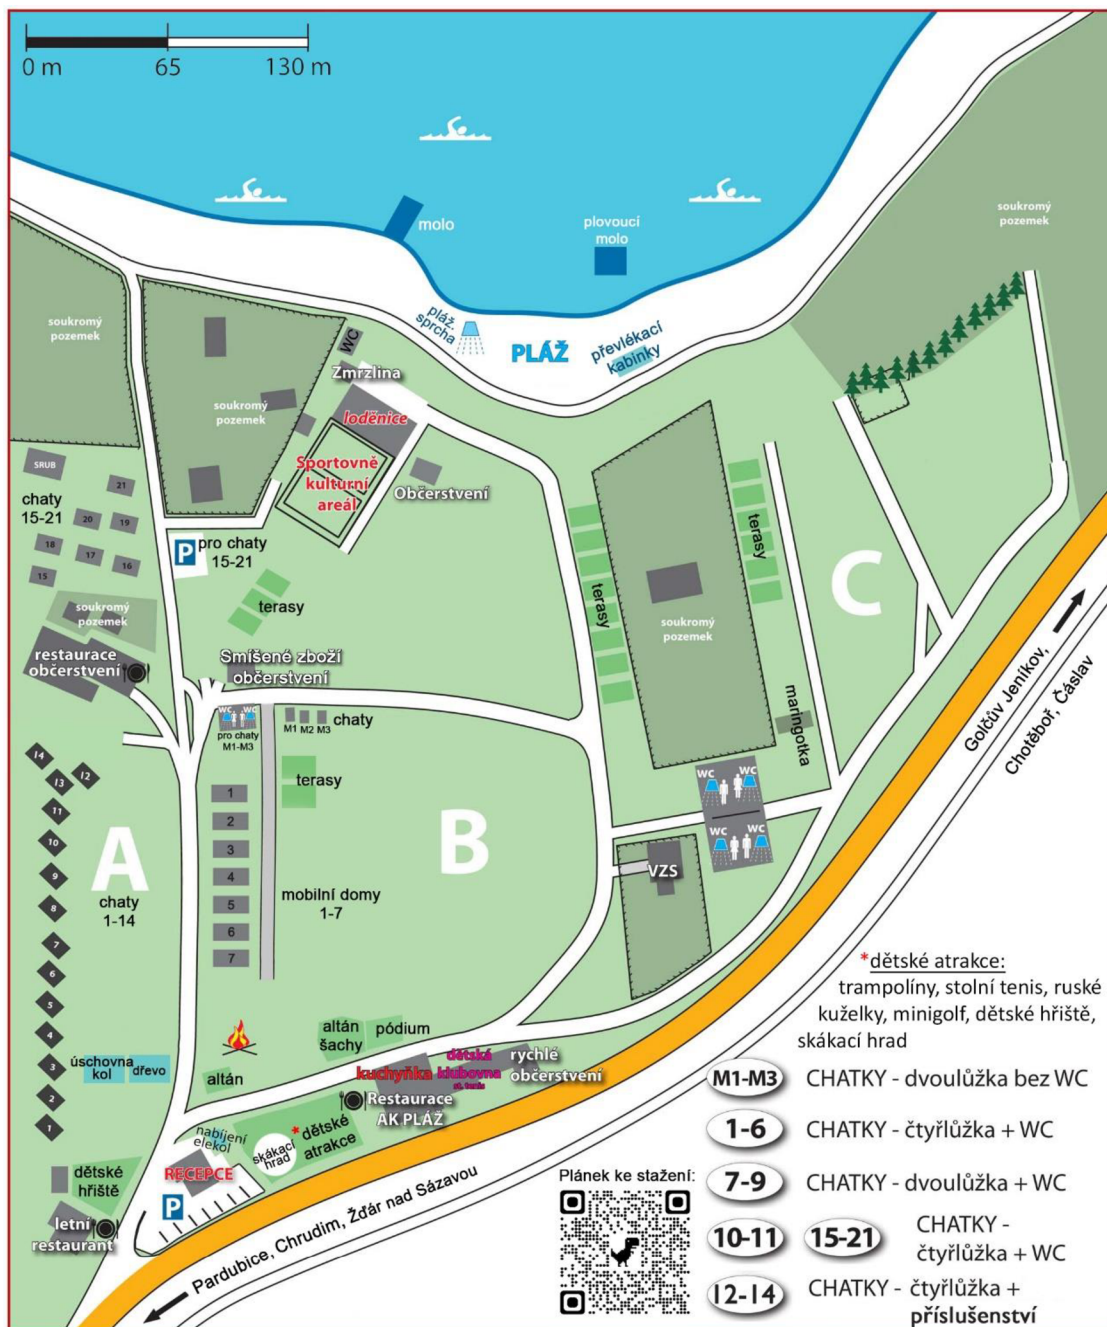 0 m 65 130 m
molo
plovoucí
molo
soukromý
pozemek
pláž.
sprcha
PLÁŽ
převlékací
kabinky
soukromý
pozemek
WC
Zmrzlina
soukromý
pozemek
loděnice
Sportovně
kulturní
areál
Občerstvení
SRUB
chaty
15-21
21
20
19
18
17
16
15
P
pro chaty
15-21
terasy
terasy
terasy
C
soukromý
pozemek
soukromý
pozemek
restaurace
občerstvení
Smíšené zboží
občerstvení
WC WC
pro chaty
M1-M3
M1 M2 M3
chaty
terasy
maringotka
Golčův Jeníkov,
Chotěboř, Čáslav
WC WC
WC WC
VZS
14
13
12
11
10
9
8
7
6
5
4
3
2
1
A
chaty
1-14
1
2
3
4
5
6
7
B
mobilní domy
1-7
altán
šachy
pódium
altán
úschovna
kol
dřevo
kuchyňka
dětská
klubovna
st. tenis
rychlé
občerstvení
Restaurace
AK PLÁŽ
nabíjení
elekol
skákací
hrad
* dětské
atrakce
RECEPCE
P
dětské
hřiště
letní
restaurant
Pardubice, Chrudim, Žďár nad Sázavou
*dětské atrakce:
trampolíny, stolní tenis, ruské
kuželky, minigolf, dětské hřiště,
skákací hrad
M1-M3 CHATKY - dvoulůžka bez WC
1-6 CHATKY - čtyřlůžka + WC
7-9 CHATKY - dvoulůžka + WC
10-11 15-21 CHATKY -
čtyřlůžka + WC
12-14 CHATKY - čtyřlůžka +
příslušenství
Plánek ke stažení: